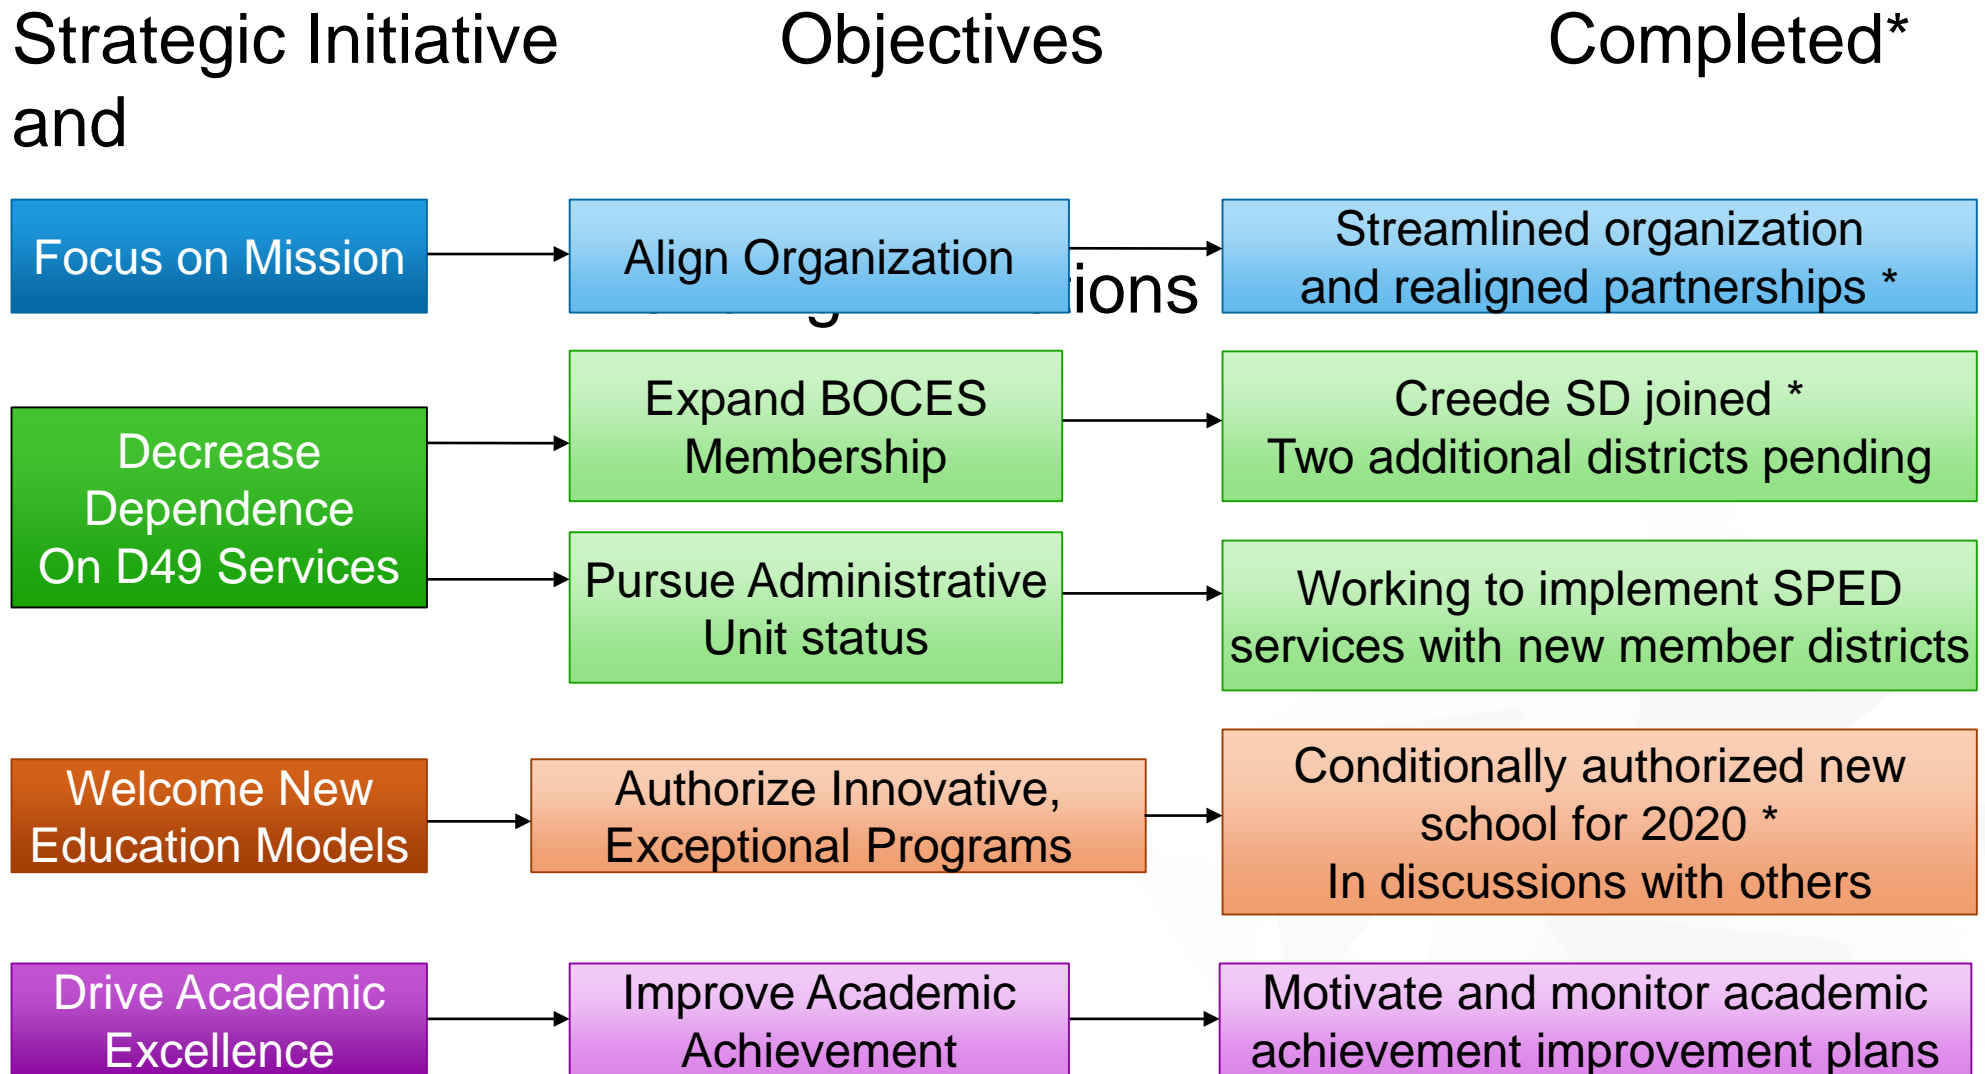 Strategic Initiative Objectives Completed*
and
Focus on Mission
Align Organization
Streamlined organization
and realigned partnerships *
Decrease
Dependence
On D49 Services
Expand BOCES
Membership
Creede SD joined *
Two additional districts pending
Pursue Administrative
Unit status
Working to implement SPED
services with new member districts
Welcome New
Education Models
Authorize Innovative,
Exceptional Programs
Conditionally authorized new
school for 2020 *
In discussions with others
Drive Academic
Excellence
Improve Academic
Achievement
Motivate and monitor academic
achievement improvement plans